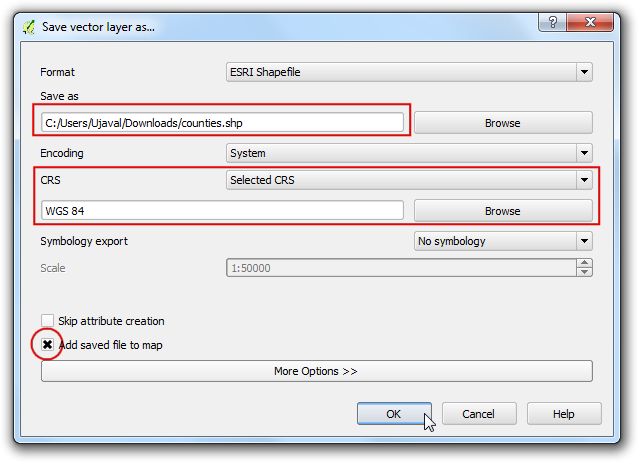 Save vector layer as...
?
Format ESRI Shapefile
Save as
C:/Users/Ujaval/Downloads/counties.shp Browse
Encoding System
CRS Selected CRS
WGS 84 Browse
Symbology export No symbology
Scale 1:50000
Skip attribute creation
Add saved file to map
More Options >>
OK Cancel Help